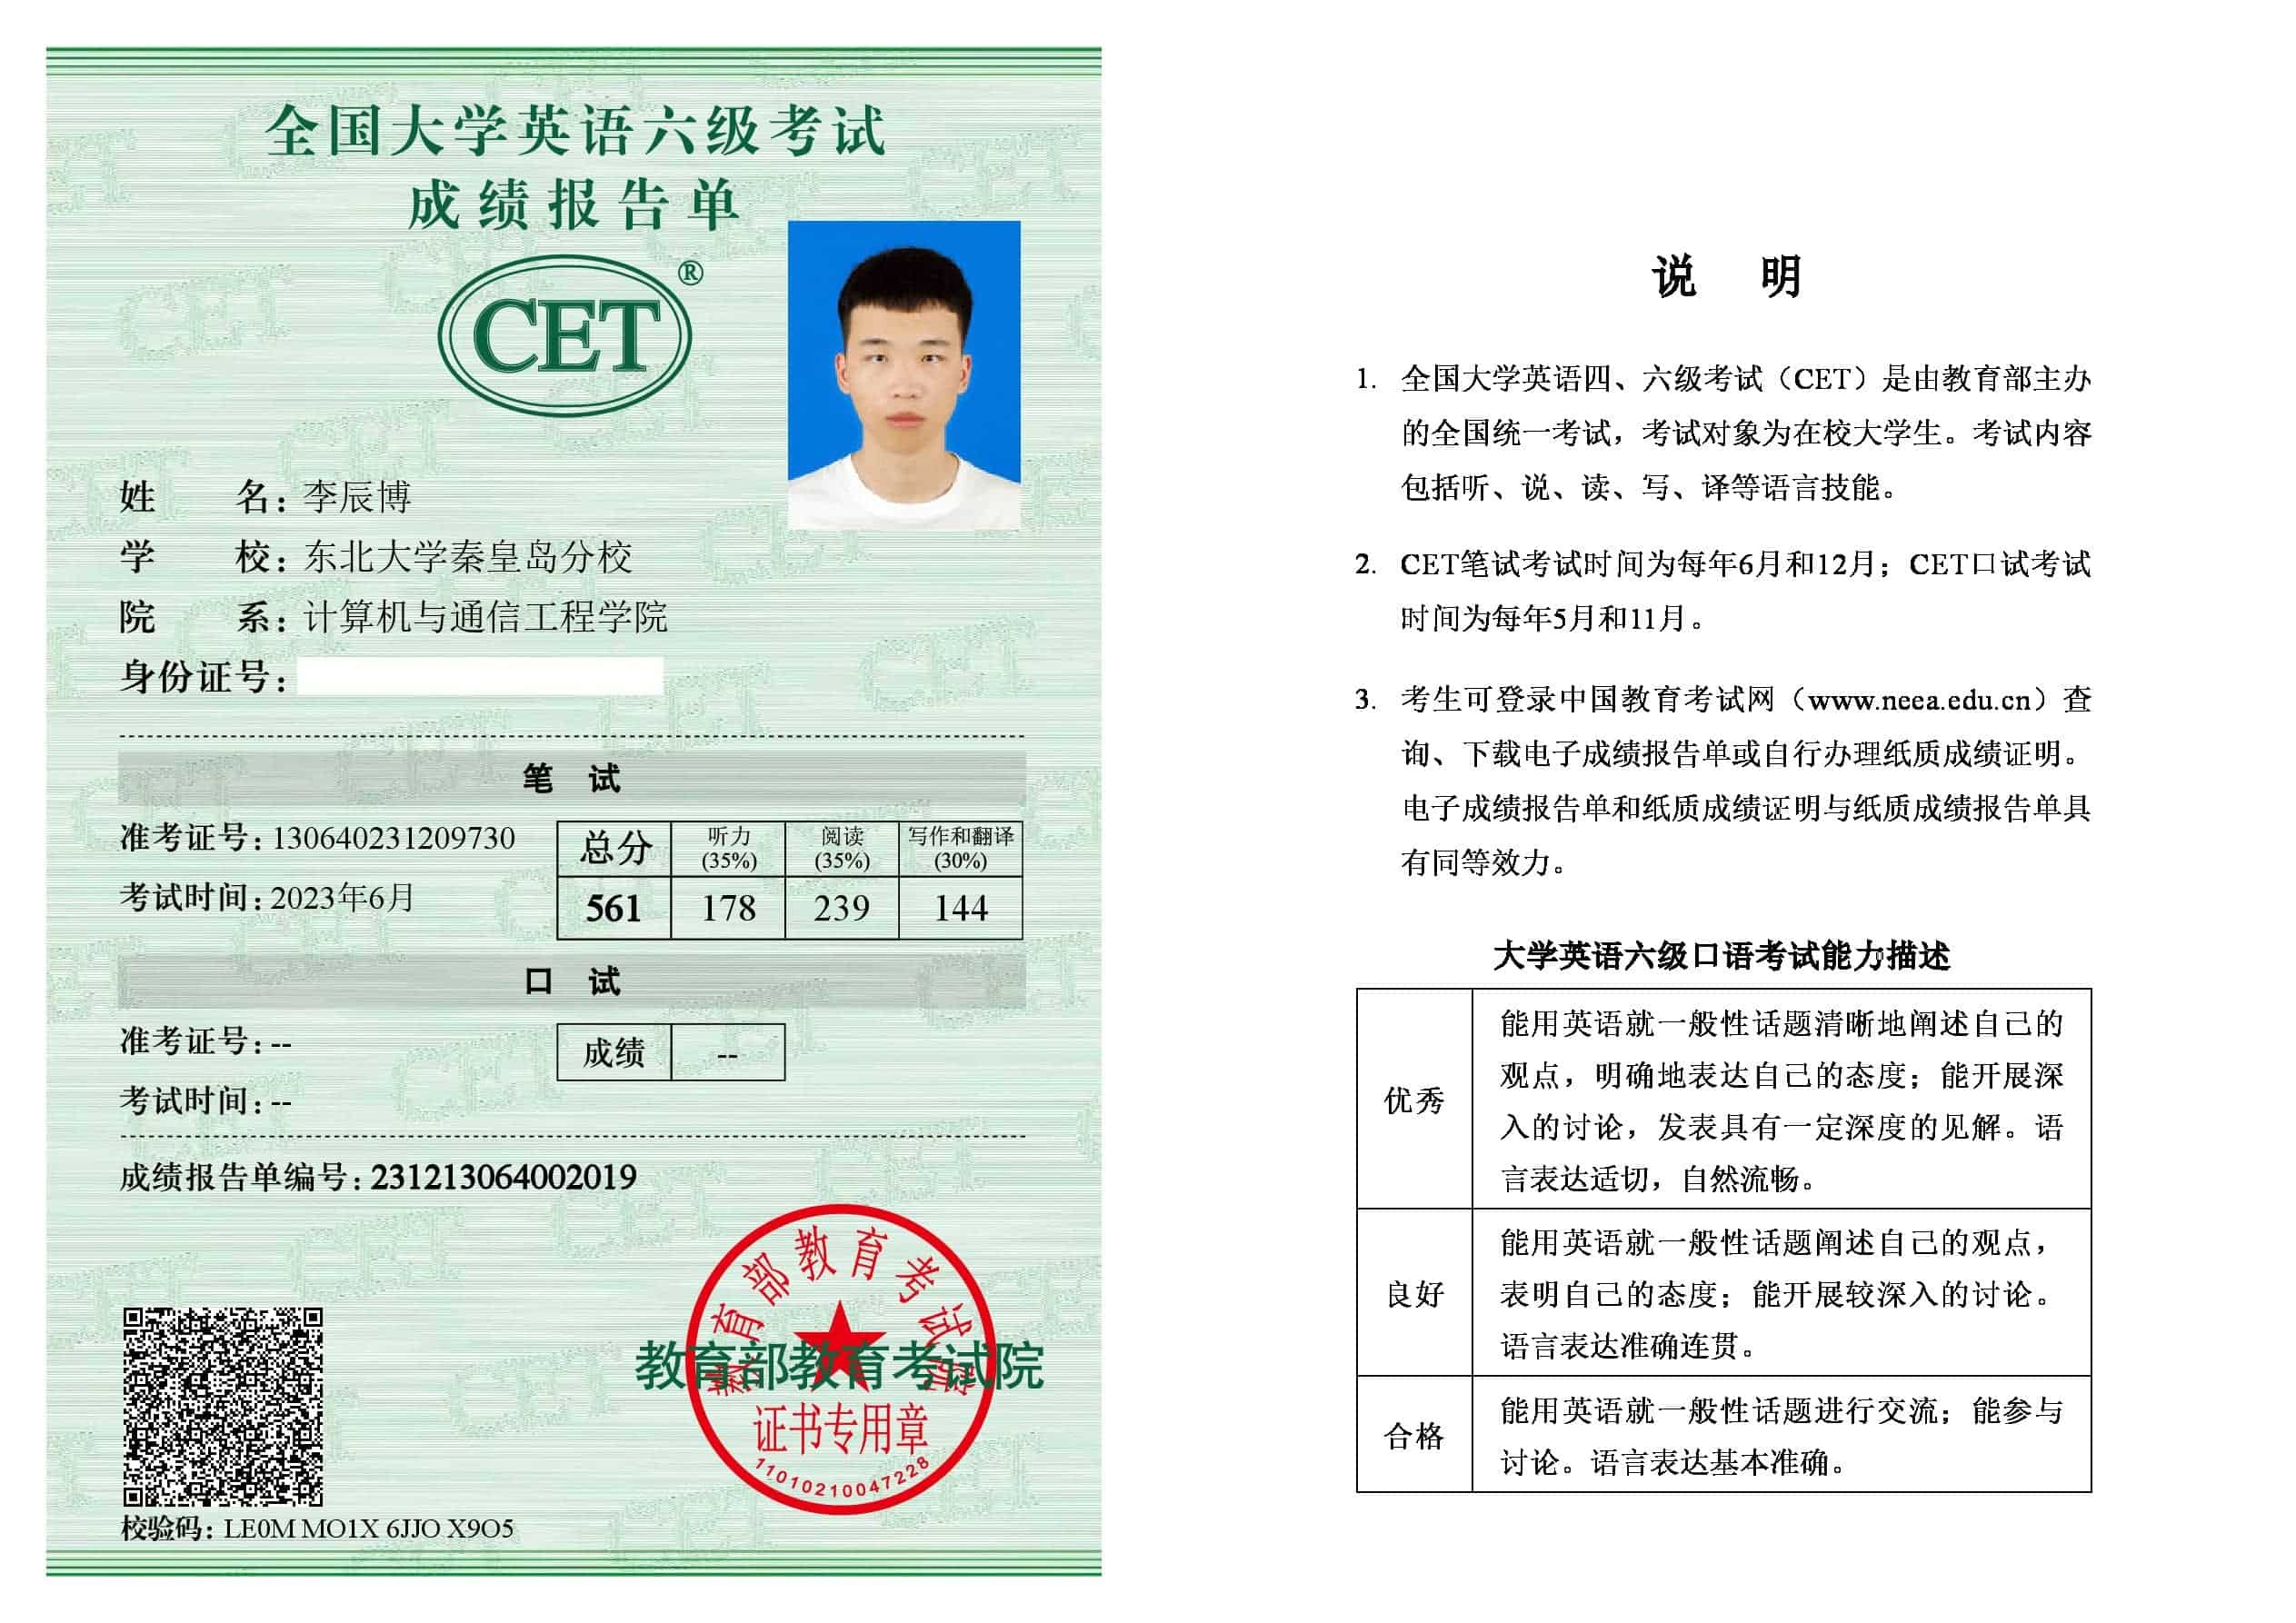 全国大学英语六级考试
成绩报告单
CET®
姓 名：李辰博
学 校：东北大学秦皇岛分校
院 系：计算机与通信工程学院
身份证号：
笔 试
准考证号：130640231209730
考试时间：2023年6月
总分 听力(35%) 阅读(35%) 写作和翻译(30%)
561 178 239 144
口 试
准考证号：--
考试时间：--
成绩 --
成绩报告单编号：231213064002019
教育部教育考试院
教育部教育考试院
证书专用章
11010210047228
校验码：LE0M MO1X 6JJO X9O5
说 明
1. 全国大学英语四、六级考试（CET）是由教育部主办
的全国统一考试，考试对象为在校大学生。考试内容
包括听、说、读、写、译等语言技能。
2. CET笔试考试时间为每年6月和12月；CET口试考试
时间为每年5月和11月。
3. 考生可登录中国教育考试网（www.neea.edu.cn）查
询、下载电子成绩报告单或自行办理纸质成绩证明。
电子成绩报告单和纸质成绩证明与纸质成绩报告单具
有同等效力。
大学英语六级口语考试能力描述
优秀
能用英语就一般性话题清晰地阐述自己的
观点，明确地表达自己的态度；能开展深
入的讨论，发表具有一定深度的见解。语
言表达适切，自然流畅。
良好
能用英语就一般性话题阐述自己的观点，
表明自己的态度；能开展较深入的讨论。
语言表达准确连贯。
合格
能用英语就一般性话题进行交流；能参与
讨论。语言表达基本准确。